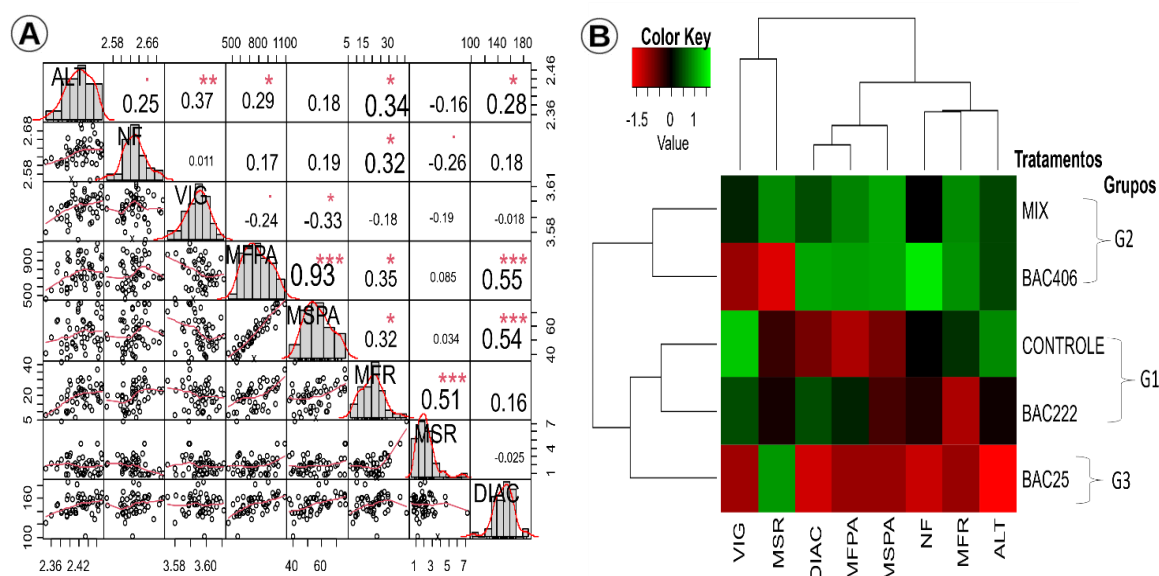 A
2.58 2.66 500 800 1100 5 15 30 100 140 180
ALT . ** * * *
0.25 0.37 0.29 0.18 0.34 -0.16 0.28
2.36 2.46
NF * .
0.011 0.17 0.19 0.32 -0.26 0.18
2.58 2.68
VIG . *
-0.24 -0.33 -0.18 -0.19 -0.018
3.58 3.61
MFPA *** * ***
0.93 0.35 0.085 0.55
500 900
MSPA * ***
0.32 0.034 0.54
40 60
MFR ***
0.51 0.16
5 20 40
MSR
-0.025
1 4 7
DIAC
100 160
2.36 2.42 3.58 3.60 40 60 1 3 5 7
B
Color Key
-1.5 0 1
Value
Tratamentos
Grupos
MIX
G2
BAC406
CONTROLE
G1
BAC222
BAC25
G3
VIG MSR DIAC MFPA MSPA NF MFR ALT